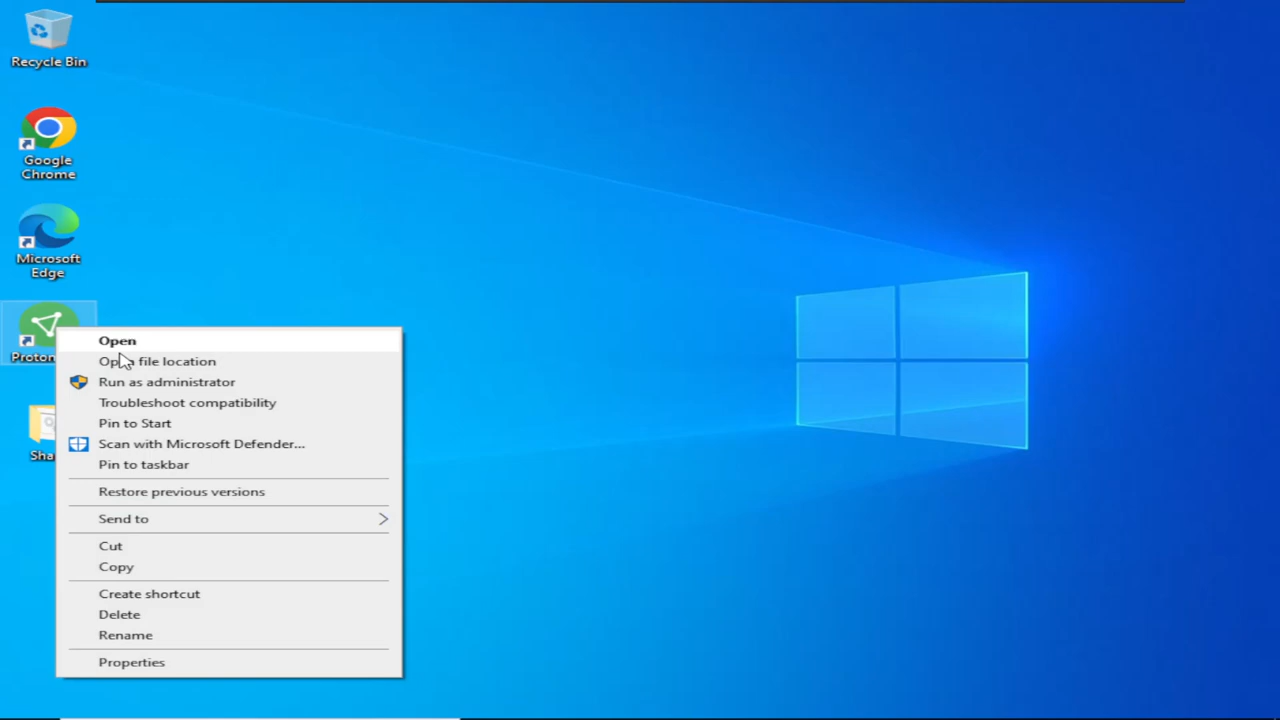 Recycle Bin
Google
Chrome
Microsoft
Edge
Proton
Sha
Open
Open file location
Run as administrator
Troubleshoot compatibility
Pin to Start
Scan with Microsoft Defender...
Pin to taskbar
Restore previous versions
Send to
Cut
Copy
Create shortcut
Delete
Rename
Properties